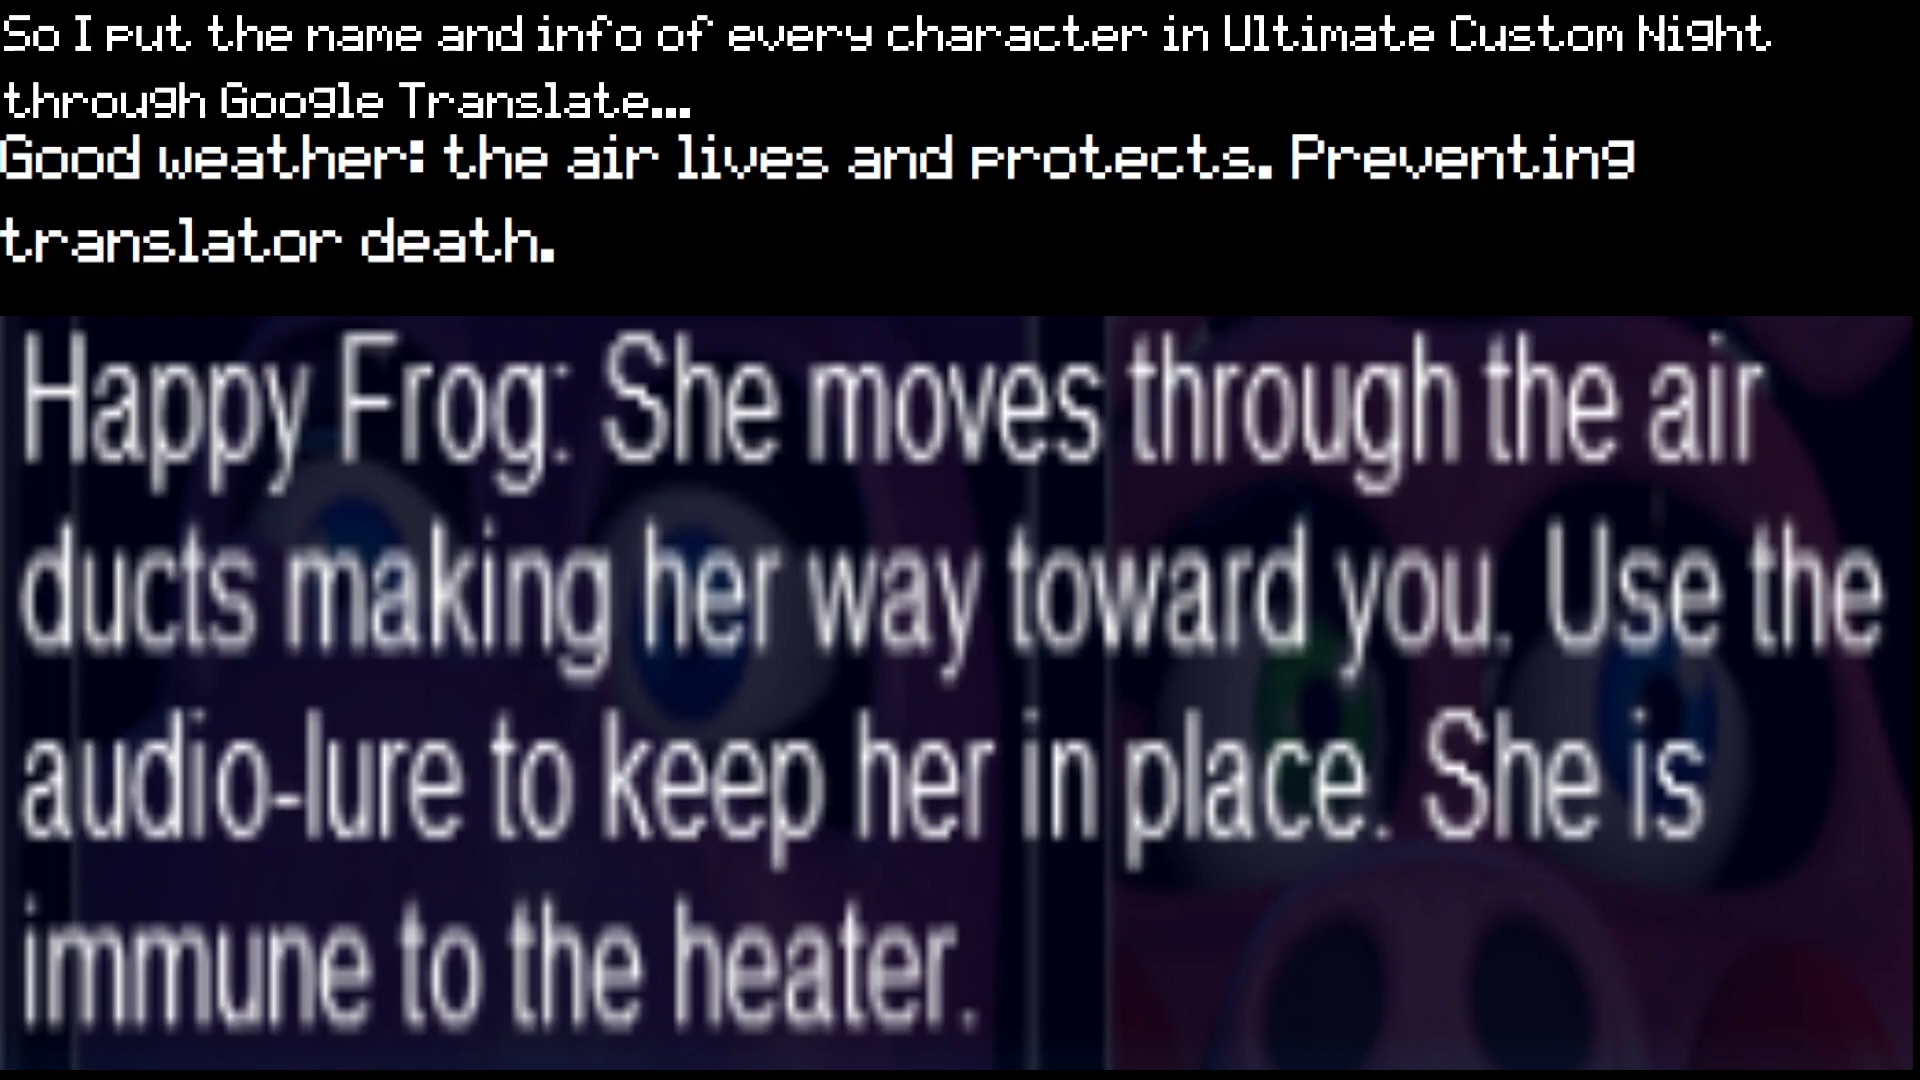 So I put the name and info of every character in Ultimate Custom Night
through Google Translate...
Good weather: the air lives and protects. Preventing
translator death.
Happy Frog: She moves through the air
ducts making her way toward you. Use the
audio-lure to keep her in place. She is
immune to the heater.